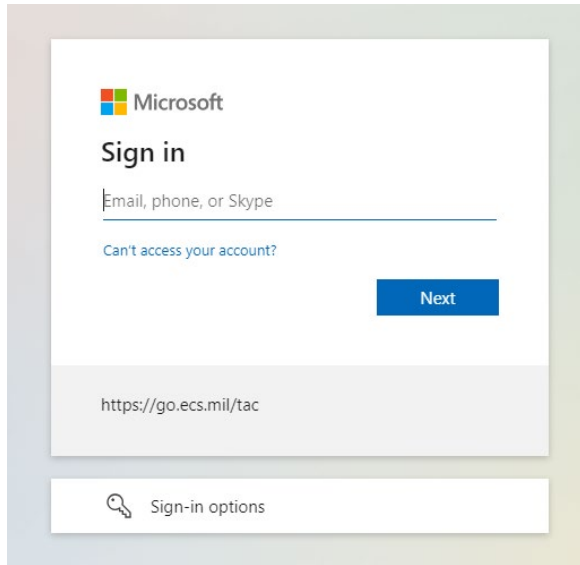 Microsoft
Sign in
Email, phone, or Skype
Can't access your account?
Next
https://go.ecs.mil/tac
Sign-in options